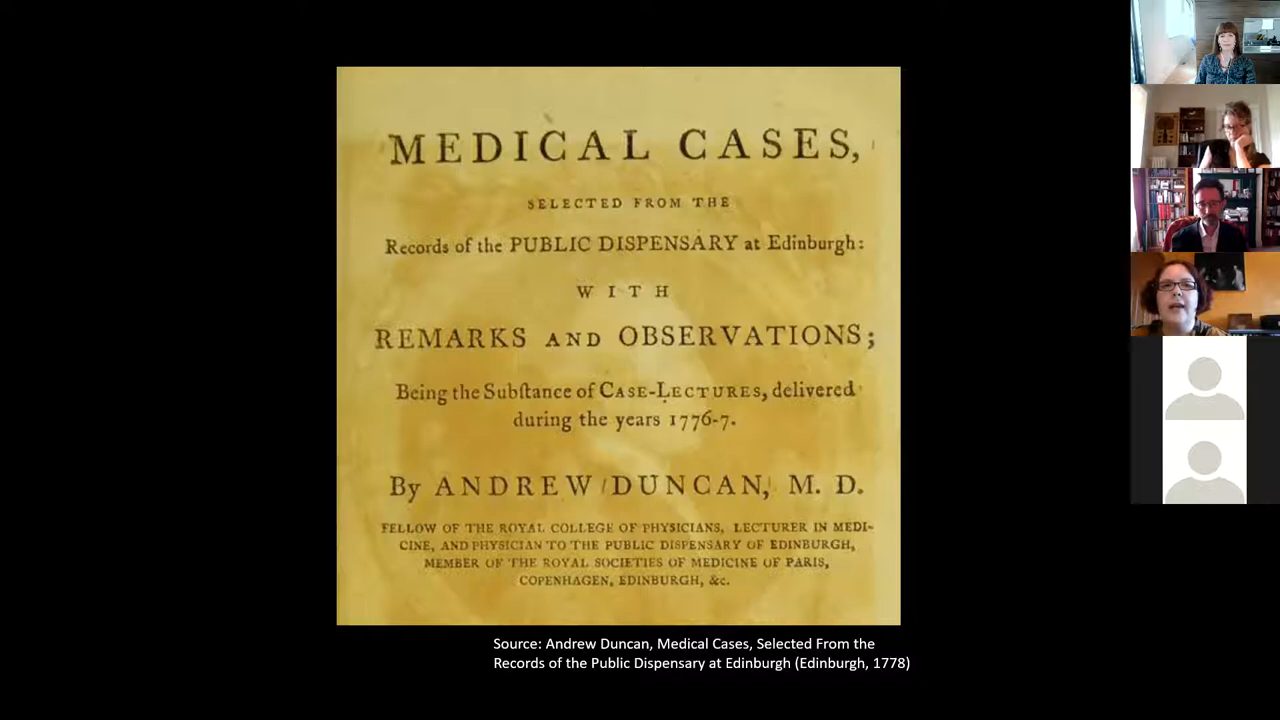 MEDICAL CASES,
SELECTED FROM THE
Records of the PUBLIC DISPENSARY at Edinburgh:
WITH
REMARKS AND OBSERVATIONS;
Being the Subſtance of CASE-LECTURES, delivered
during the years 1776-7.
By ANDREW DUNCAN, M. D.
FELLOW OF THE ROYAL COLLEGE OF PHYSICIANS, LECTURER IN MEDI-
CINE, AND PHYSICIAN TO THE PUBLIC DISPENSARY OF EDINBURGH,
MEMBER OF THE ROYAL SOCIETIES OF MEDICINE OF PARIS,
COPENHAGEN, EDINBURGH, &c.
Source: Andrew Duncan, Medical Cases, Selected From the
Records of the Public Dispensary at Edinburgh (Edinburgh, 1778)